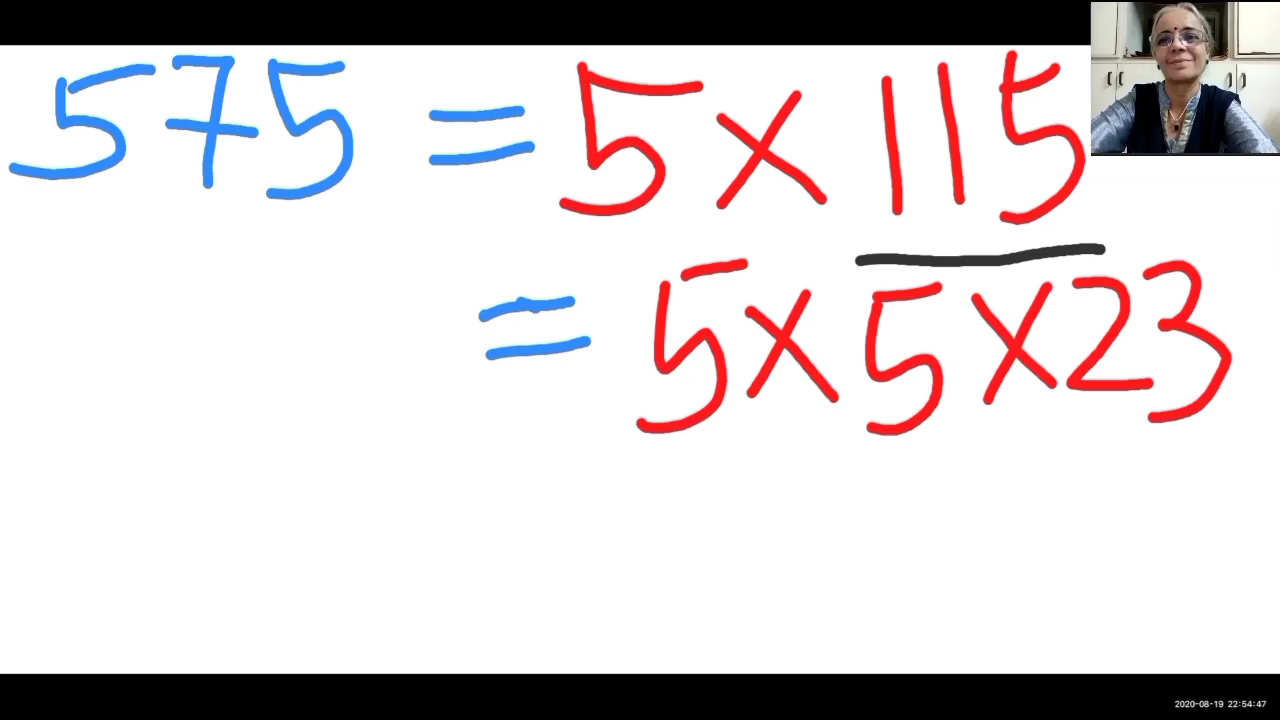 575 = 5 × 115
= 5 × 5 × 23
2020-08-19 22:54:47